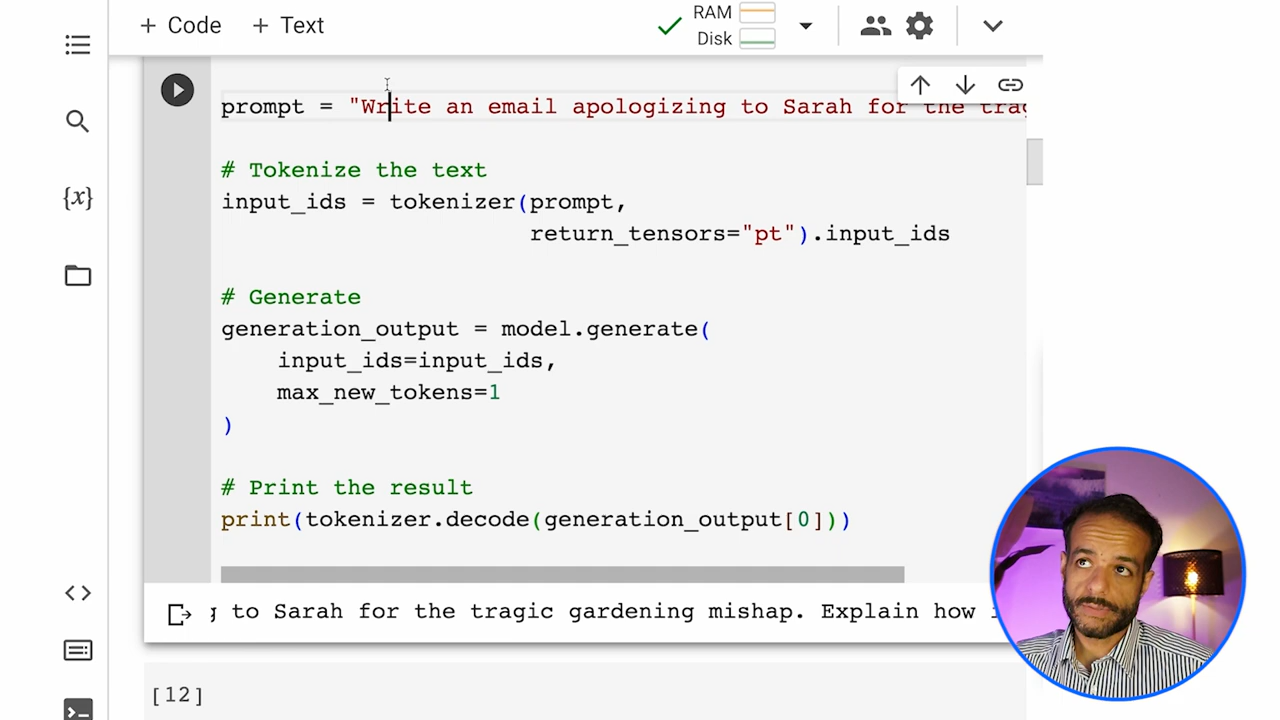 + Code + Text
RAM
Disk
prompt = "Write an email apologizing to Sarah for the
# Tokenize the text
input_ids = tokenizer(prompt,
return_tensors="pt").input_ids
# Generate
generation_output = model.generate(
input_ids=input_ids,
max_new_tokens=1
)
# Print the result
print(tokenizer.decode(generation_output[0]))
to Sarah for the tragic gardening mishap. Explain how
[12]
{x}